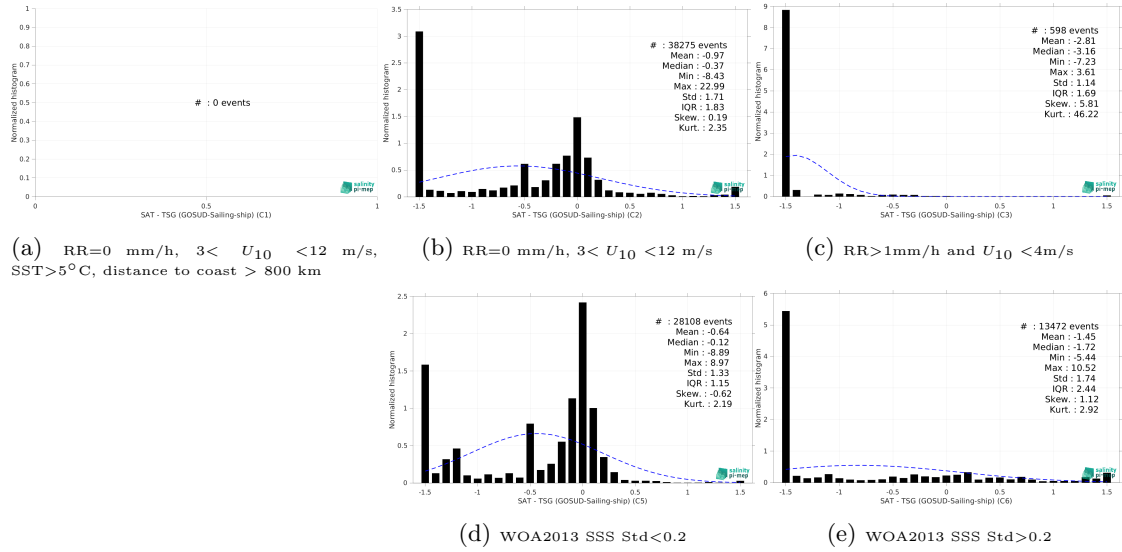 1
0.9
0.8
0.7
0.6
0.5
0.4
0.3
0.2
0.1
0
Normalized histogram
# : 0 events
salinity
pi-mep
0 0.5 1
SAT - TSG (GOSUD-Sailing-ship) (C1)
(a) RR=0 mm/h, 3< U10 <12 m/s,
SST>5°C, distance to coast > 800 km
3.5
3
2.5
2
1.5
1
0.5
0
Normalized histogram
# : 38275 events
Mean : -0.97
Median : -0.37
Min : -8.43
Max : 22.99
Std : 1.71
IQR : 1.83
Skew. : 0.19
Kurt. : 2.35
salinity
pi-mep
-1.5 -1 -0.5 0 0.5 1 1.5
SAT - TSG (GOSUD-Sailing-ship) (C2)
(b) RR=0 mm/h, 3< U10 <12 m/s
9
8
7
6
5
4
3
2
1
0
Normalized histogram
# : 598 events
Mean : -2.81
Median : -3.16
Min : -7.23
Max : 3.61
Std : 1.14
IQR : 1.69
Skew. : 5.81
Kurt. : 46.22
salinity
pi-mep
-1.5 -1 -0.5 0 0.5 1 1.5
SAT - TSG (GOSUD-Sailing-ship) (C3)
(c) RR>1mm/h and U10 <4m/s
2.5
2
1.5
1
0.5
0
Normalized histogram
# : 28108 events
Mean : -0.64
Median : -0.12
Min : -8.89
Max : 8.97
Std : 1.33
IQR : 1.15
Skew. : -0.62
Kurt. : 2.19
salinity
pi-mep
-1.5 -1 -0.5 0 0.5 1 1.5
SAT - TSG (GOSUD-Sailing-ship) (C5)
(d) WOA2013 SSS Std<0.2
6
5
4
3
2
1
0
Normalized histogram
# : 13472 events
Mean : -1.45
Median : -1.72
Min : -5.44
Max : 10.52
Std : 1.74
IQR : 2.44
Skew. : 1.12
Kurt. : 2.92
salinity
pi-mep
-1.5 -1 -0.5 0 0.5 1 1.5
SAT - TSG (GOSUD-Sailing-ship) (C6)
(e) WOA2013 SSS Std>0.2